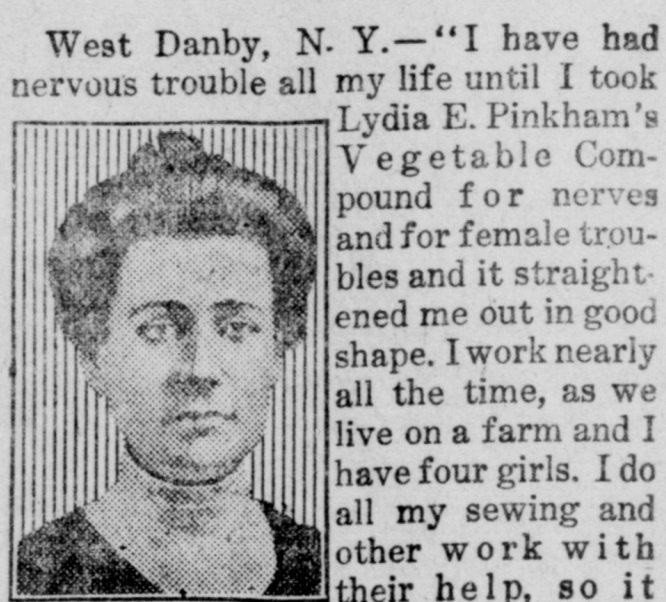 West Danby, N. Y.—"I have had
nervous trouble all my life until I took
Lydia E. Pinkham's
Vegetable Com-
pound for nerves
and for female trou-
bles and it straight-
ened me out in good
shape. I work nearly
all the time, as we
live on a farm and I
have four girls. I do
all my sewing and
other work with
their help, so it